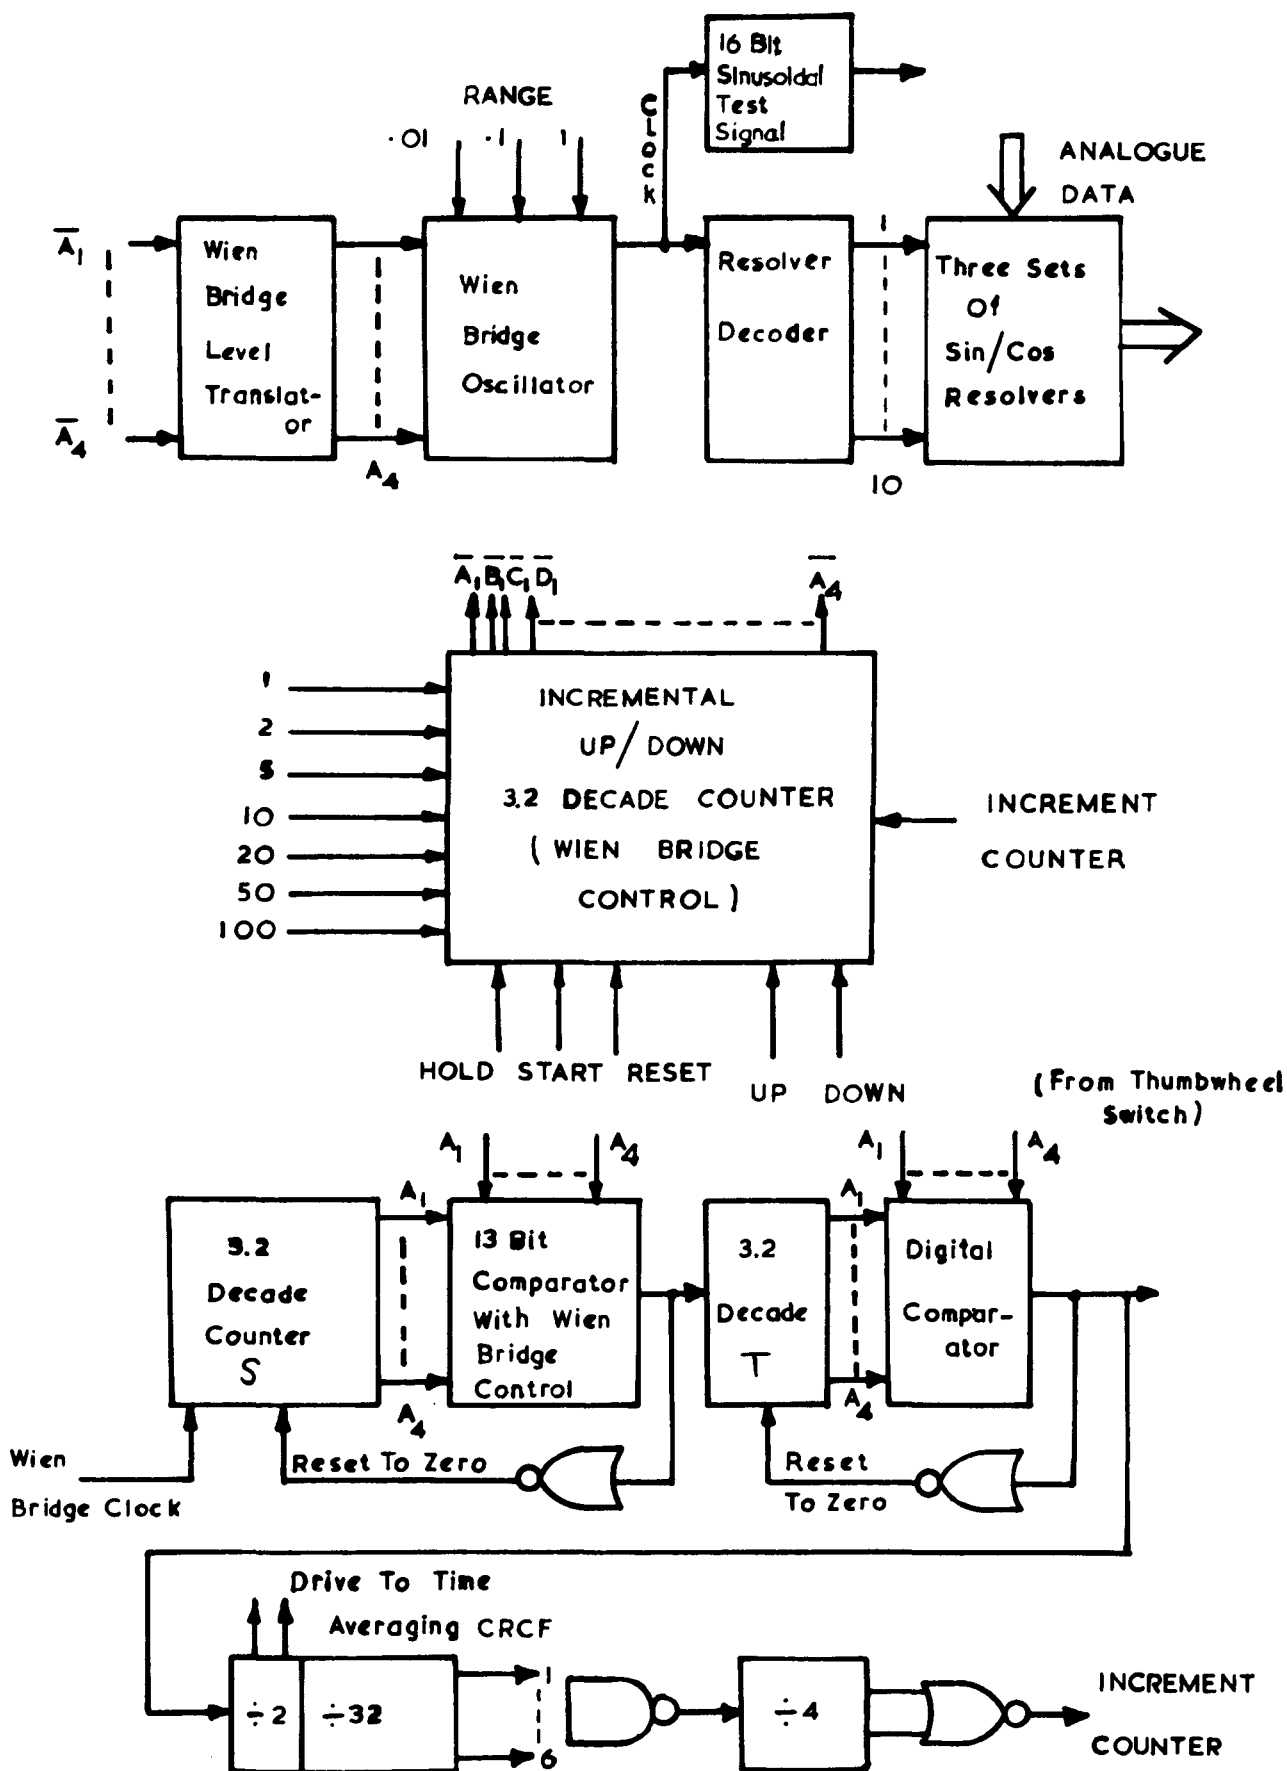 16 Bit
Sinusoidal
Test
Signal
RANGE
.01 .1 1
Clock
ANALOGUE
DATA
A̅1
A̅4
Wien
Bridge
Level
Translat-
or
A4
Wien
Bridge
Oscillator
Resolver
Decoder
1
10
Three Sets
Of
Sin/Cos
Resolvers
A̅1 B̅1 C̅1 D̅1 A̅4
1
2
5
10
20
50
100
INCREMENTAL
UP/DOWN
3.2 DECADE COUNTER
(WIEN BRIDGE
CONTROL)
INCREMENT
COUNTER
HOLD START RESET
UP DOWN
(From Thumbwheel
Switch)
A1 A4
A1 A4
3.2
Decade
Counter
S
A1
A4
13 Bit
Comparator
With Wien
Bridge
Control
3.2
Decade
T
A1
A4
Digital
Compar-
ator
Wien
Bridge Clock
Reset To Zero
Reset
To Zero
Drive To Time
Averaging CRCF
÷2 ÷32
1
6
÷4
INCREMENT
COUNTER